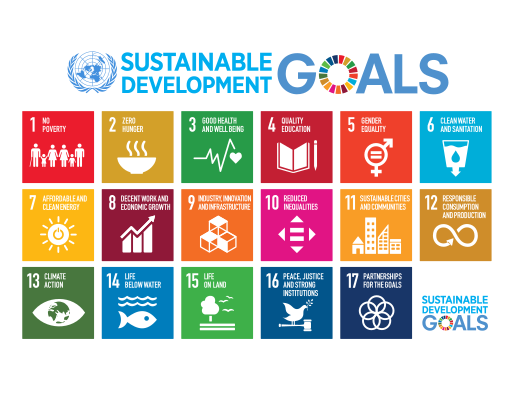 SUSTAINABLE
DEVELOPMENT
GOALS
1 NO
POVERTY
2 ZERO
HUNGER
3 GOOD HEALTH
AND WELL BEING
4 QUALITY
EDUCATION
5 GENDER
EQUALITY
6 CLEAN WATER
AND SANITATION
7 AFFORDABLE AND
CLEAN ENERGY
8 DECENT WORK AND
ECONOMIC GROWTH
9 INDUSTRY, INNOVATION
AND INFRASTRUCTURE
10 REDUCED
INEQUALITIES
11 SUSTAINABLE CITIES
AND COMMUNITIES
12 RESPONSIBLE
CONSUMPTION
AND PRODUCTION
13 CLIMATE
ACTION
14 LIFE
BELOW WATER
15 LIFE
ON LAND
16 PEACE, JUSTICE
AND STRONG
INSTITUTIONS
17 PARTNERSHIPS
FOR THE GOALS
SUSTAINABLE
DEVELOPMENT
GOALS